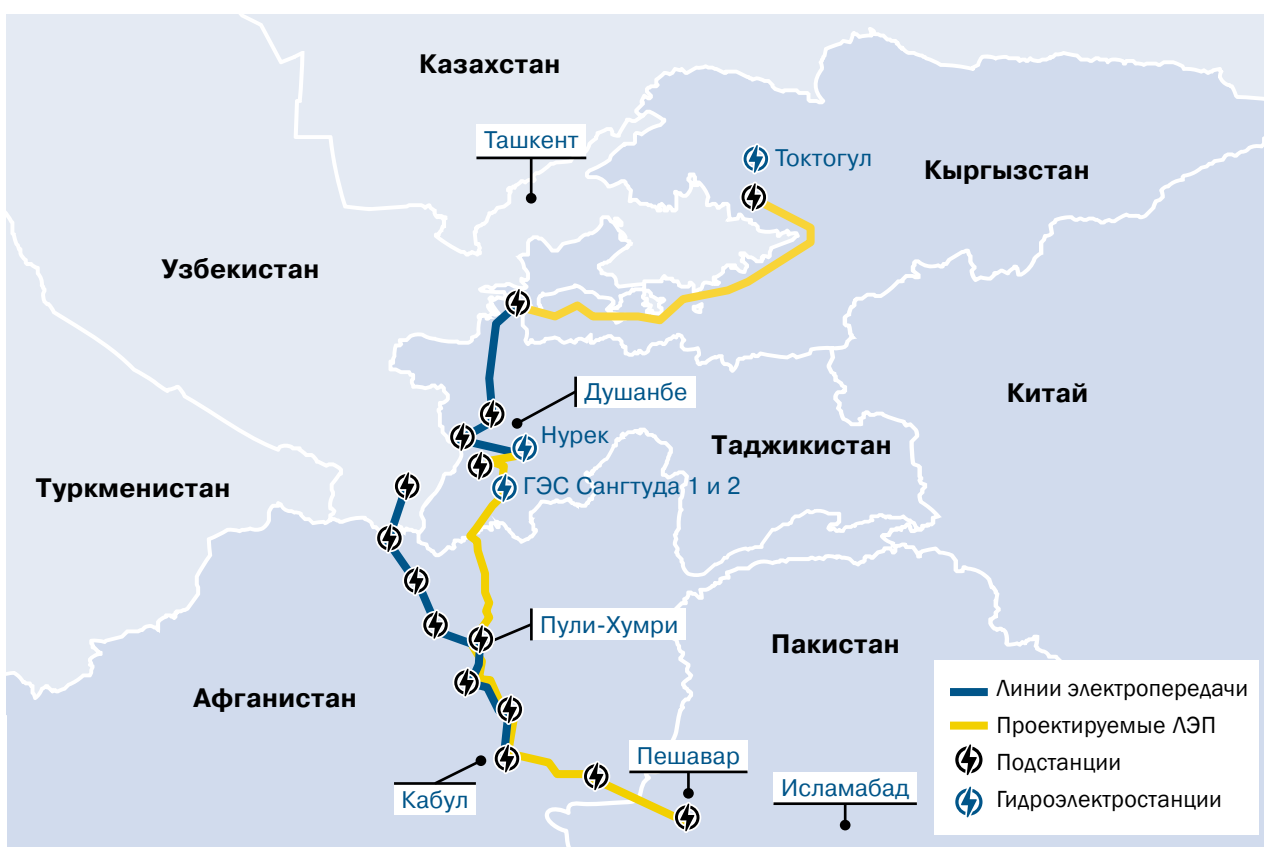 Казахстан
Ташкент
Токтогул
Кыргызстан
Узбекистан
Душанбе
Китай
Нурек
Таджикистан
Туркменистан
ГЭС Сангтуда 1 и 2
Пули-Хумри
Пакистан
Афганистан
Пешавар
Исламабад
Кабул
Линии электропередачи
Проектируемые ЛЭП
Подстанции
Гидроэлектростанции